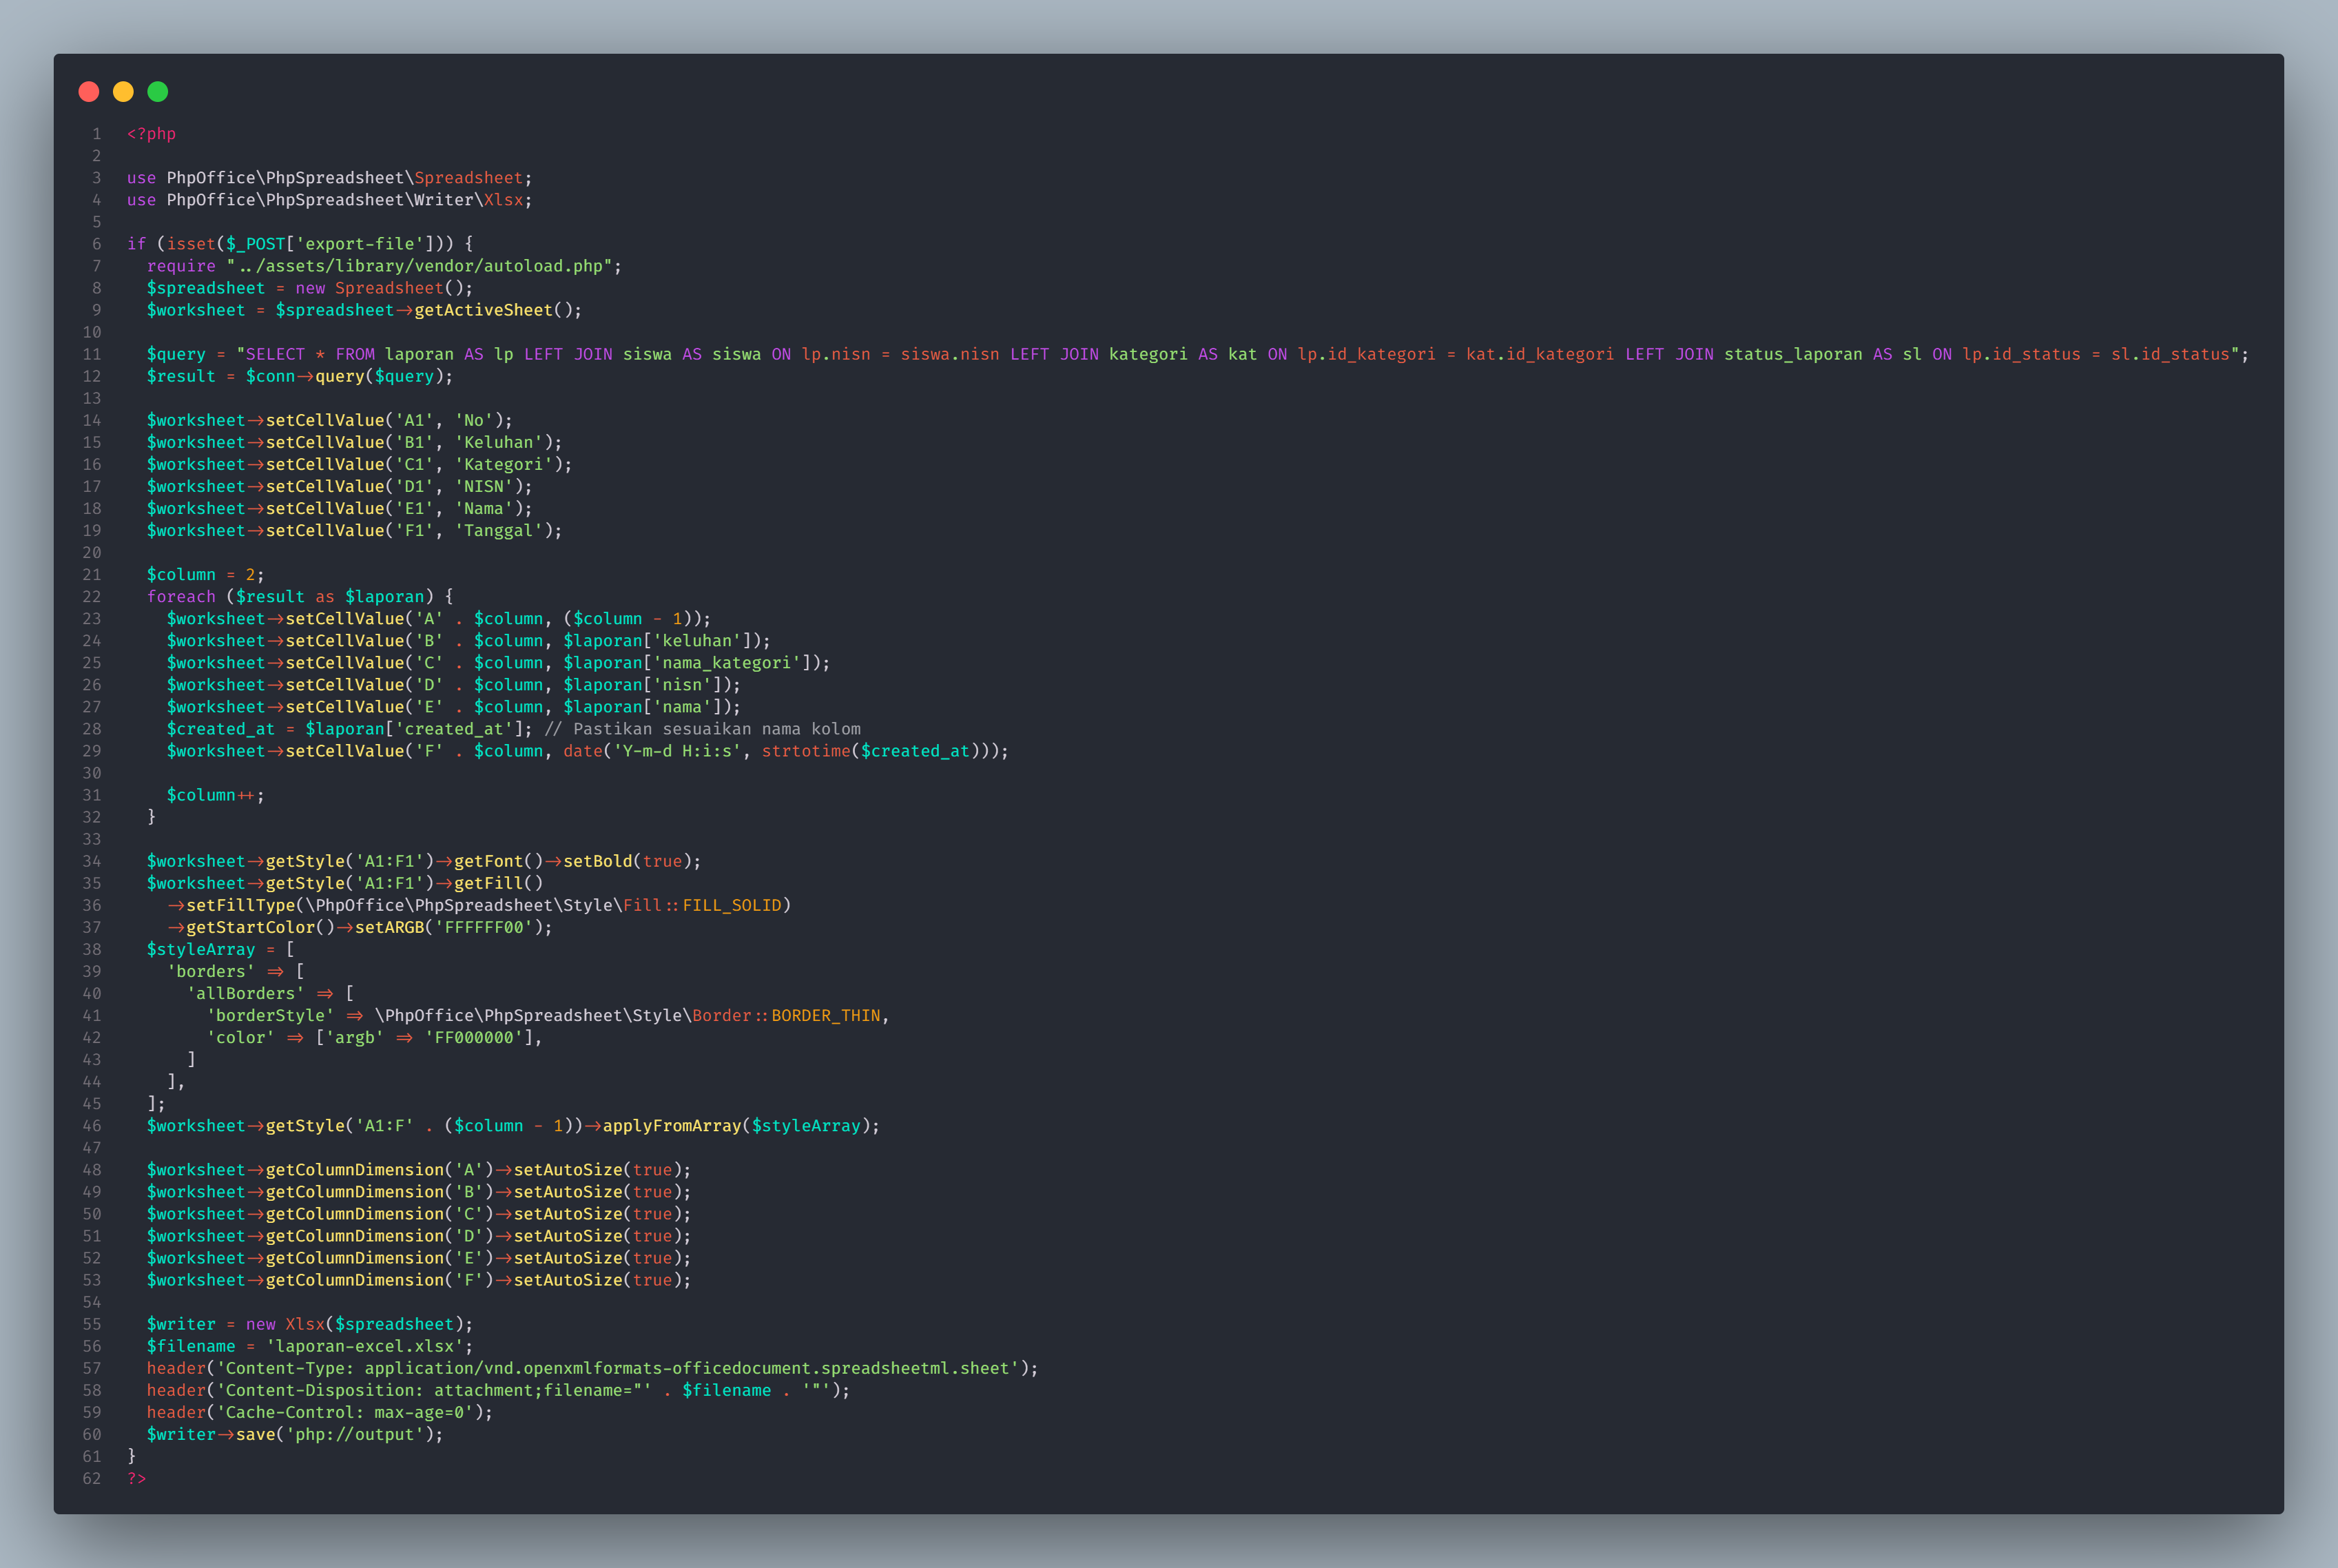 1 <?php
2
3 use PhpOffice\PhpSpreadsheet\Spreadsheet;
4 use PhpOffice\PhpSpreadsheet\Writer\Xlsx;
5
6 if (isset($_POST['export-file'])) {
7   require "../assets/library/vendor/autoload.php";
8   $spreadsheet = new Spreadsheet();
9   $worksheet = $spreadsheet->getActiveSheet();
10
11   $query = "SELECT * FROM laporan AS lp LEFT JOIN siswa AS siswa ON lp.nisn = siswa.nisn LEFT JOIN kategori AS kat ON lp.id_kategori = kat.id_kategori LEFT JOIN status_laporan AS sl ON lp.id_status = sl.id_status";
12   $result = $conn->query($query);
13
14   $worksheet->setCellValue('A1', 'No');
15   $worksheet->setCellValue('B1', 'Keluhan');
16   $worksheet->setCellValue('C1', 'Kategori');
17   $worksheet->setCellValue('D1', 'NISN');
18   $worksheet->setCellValue('E1', 'Nama');
19   $worksheet->setCellValue('F1', 'Tanggal');
20
21   $column = 2;
22   foreach ($result as $laporan) {
23     $worksheet->setCellValue('A' . $column, ($column - 1));
24     $worksheet->setCellValue('B' . $column, $laporan['keluhan']);
25     $worksheet->setCellValue('C' . $column, $laporan['nama_kategori']);
26     $worksheet->setCellValue('D' . $column, $laporan['nisn']);
27     $worksheet->setCellValue('E' . $column, $laporan['nama']);
28     $created_at = $laporan['created_at']; // Pastikan sesuaikan nama kolom
29     $worksheet->setCellValue('F' . $column, date('Y-m-d H:i:s', strtotime($created_at)));
30
31     $column++;
32   }
33
34   $worksheet->getStyle('A1:F1')->getFont()->setBold(true);
35   $worksheet->getStyle('A1:F1')->getFill()
36     ->setFillType(\PhpOffice\PhpSpreadsheet\Style\Fill::FILL_SOLID)
37     ->getStartColor()->setARGB('FFFFFF00');
38   $styleArray = [
39     'borders' => [
40       'allBorders' => [
41         'borderStyle' => \PhpOffice\PhpSpreadsheet\Style\Border::BORDER_THIN,
42         'color' => ['argb' => 'FF000000'],
43       ]
44     ],
45   ];
46   $worksheet->getStyle('A1:F' . ($column - 1))->applyFromArray($styleArray);
47
48   $worksheet->getColumnDimension('A')->setAutoSize(true);
49   $worksheet->getColumnDimension('B')->setAutoSize(true);
50   $worksheet->getColumnDimension('C')->setAutoSize(true);
51   $worksheet->getColumnDimension('D')->setAutoSize(true);
52   $worksheet->getColumnDimension('E')->setAutoSize(true);
53   $worksheet->getColumnDimension('F')->setAutoSize(true);
54
55   $writer = new Xlsx($spreadsheet);
56   $filename = 'laporan-excel.xlsx';
57   header('Content-Type: application/vnd.openxmlformats-officedocument.spreadsheetml.sheet');
58   header('Content-Disposition: attachment;filename="' . $filename . '"');
59   header('Cache-Control: max-age=0');
60   $writer->save('php://output');
61 }
62 ?>